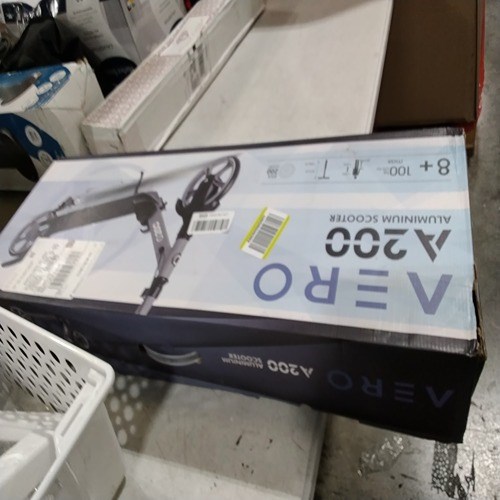 AERO
A200
ALUMINIUM SCOOTER
8+
100
AERO
A200
ALUMINIUM
SCOOTER